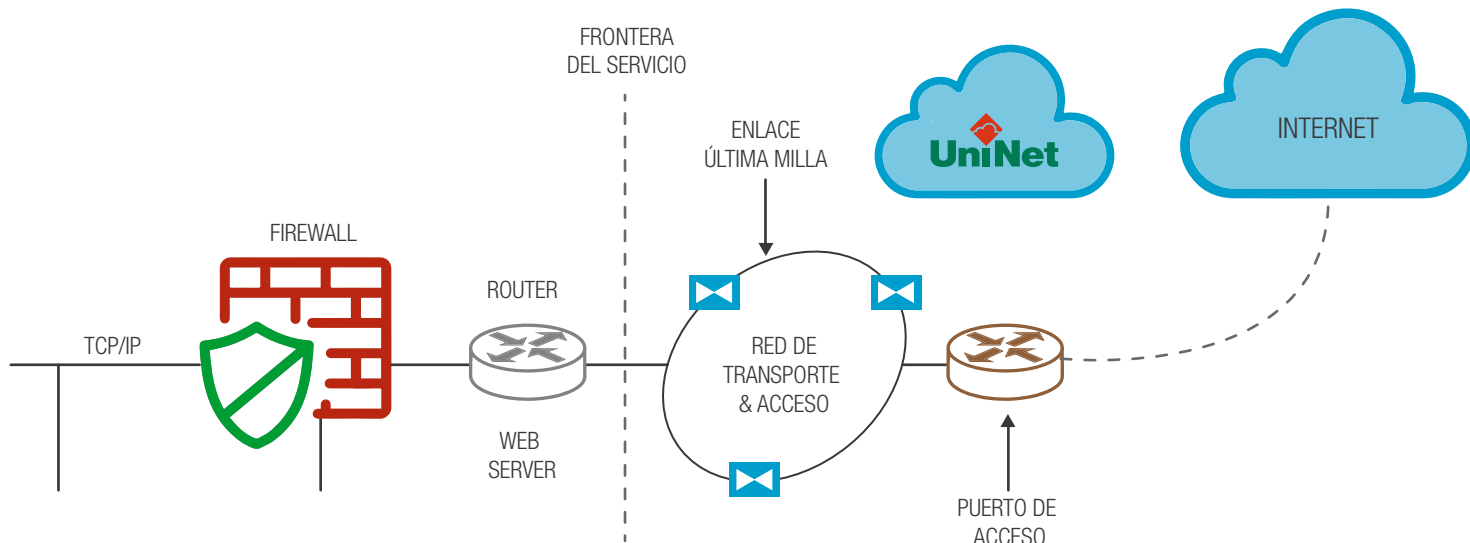 FRONTERA
DEL SERVICIO
ENLACE
ÚLTIMA MILLA
UniNet
INTERNET
FIREWALL
ROUTER
TCP/IP
RED DE
TRANSPORTE
& ACCESO
WEB
SERVER
PUERTO DE
ACCESO